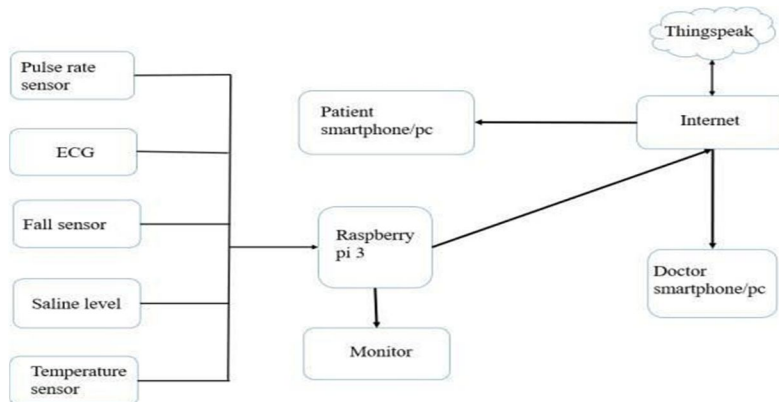 Thingspeak
Pulse rate
sensor
Patient
smartphone/pc
Internet
ECG
Fall sensor
Raspberry
pi 3
Doctor
smartphone/pc
Saline level
Monitor
Temperature
sensor